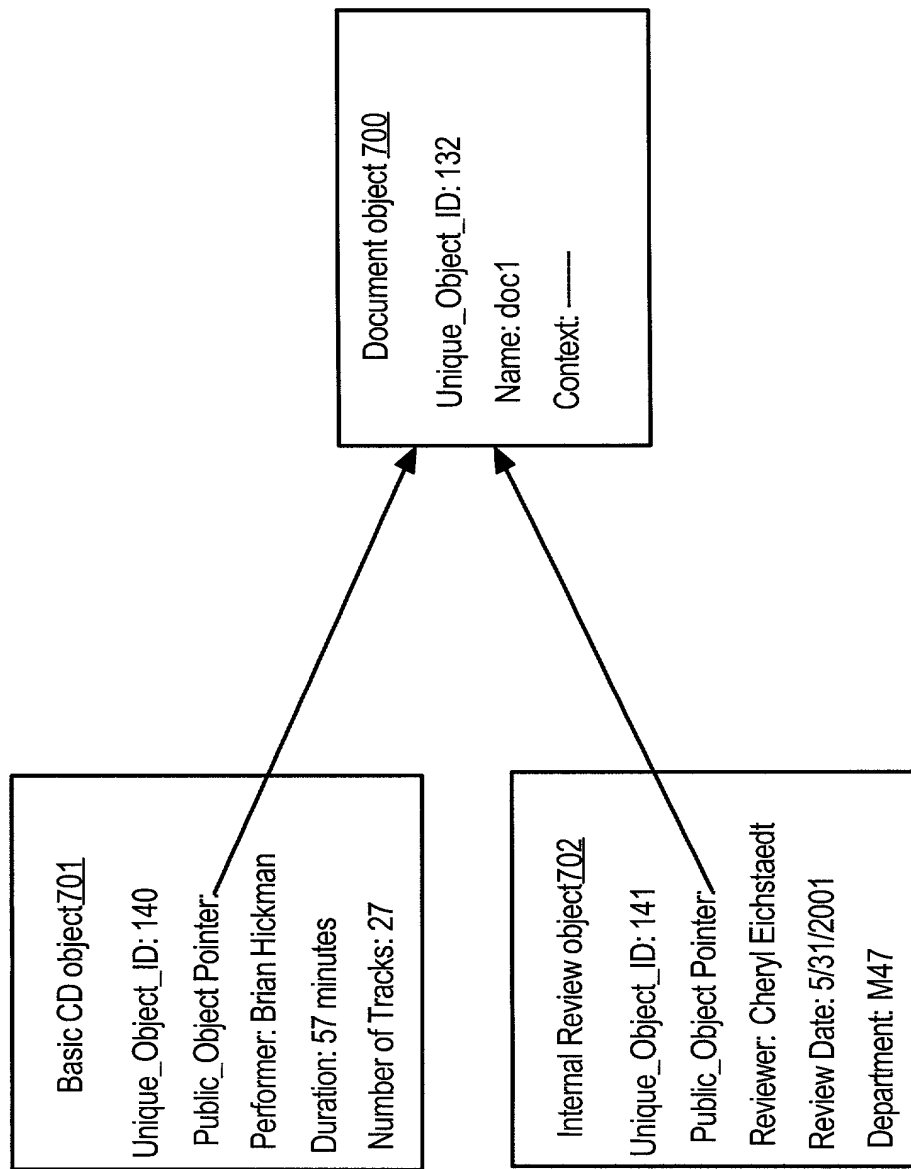 Basic CD object701
Unique_Object_ID: 140
Public_Object Pointer:
Performer: Brian Hickman
Duration: 57 minutes
Number of Tracks: 27
Internal Review object702
Unique_Object_ID: 141
Public_Object Pointer:
Reviewer: Cheryl Eichstaedt
Review Date: 5/31/2001
Department: M47
Document object 700
Unique_Object_ID: 132
Name: doc1
Context: ——